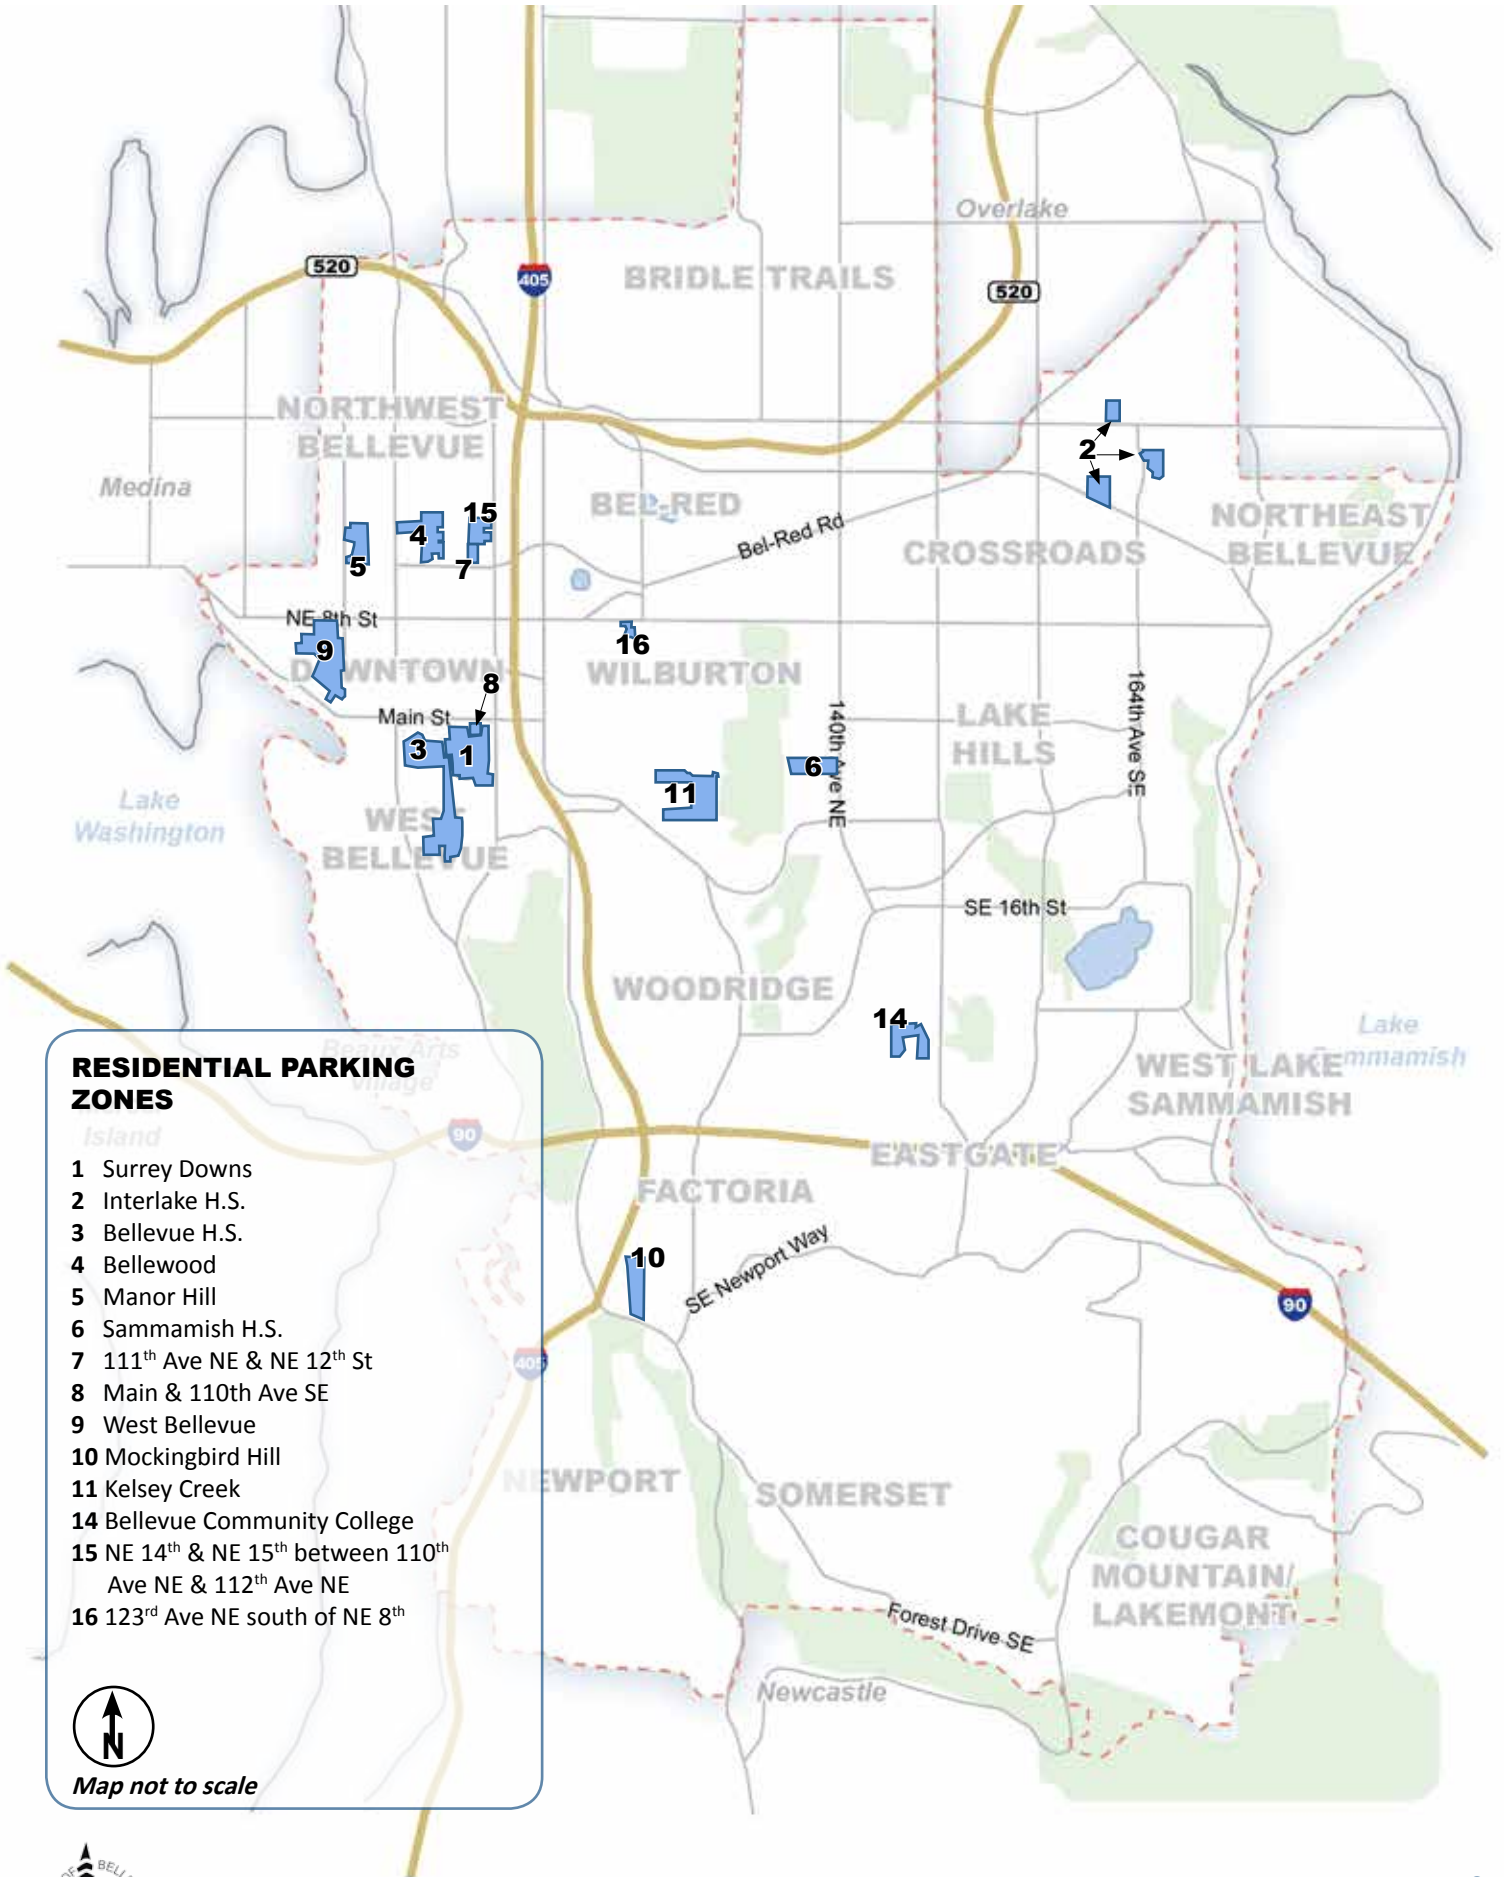 Overlake
520
405
BRIDLE TRAILS
520
NORTHWEST
BELLEVUE
2
Medina
15
BEL-RED
NORTHEAST
BELLEVUE
4
Bel-Red Rd
CROSSROADS
5
7
NE 8th St
16
9
DOWNTOWN
WILBURTON
8
164th Ave SE
Main St
140th Ave NE
LAKE
HILLS
3
1
6
11
Lake
Washington
WEST
BELLEVUE
SE 16th St
WOODRIDGE
14
Lake
Sammamish
Beaux Arts
Village
WEST LAKE
SAMMAMISH
Island
90
EASTGATE
FACTORIA
10
SE Newport Way
90
405
NEWPORT
SOMERSET
COUGAR
MOUNTAIN/
LAKEMONT
Forest Drive SE
Newcastle
RESIDENTIAL PARKING
ZONES
1 Surrey Downs
2 Interlake H.S.
3 Bellevue H.S.
4 Bellewood
5 Manor Hill
6 Sammamish H.S.
7 111th Ave NE & NE 12th St
8 Main & 110th Ave SE
9 West Bellevue
10 Mockingbird Hill
11 Kelsey Creek
14 Bellevue Community College
15 NE 14th & NE 15th between 110th
Ave NE & 112th Ave NE
16 123rd Ave NE south of NE 8th
N
Map not to scale